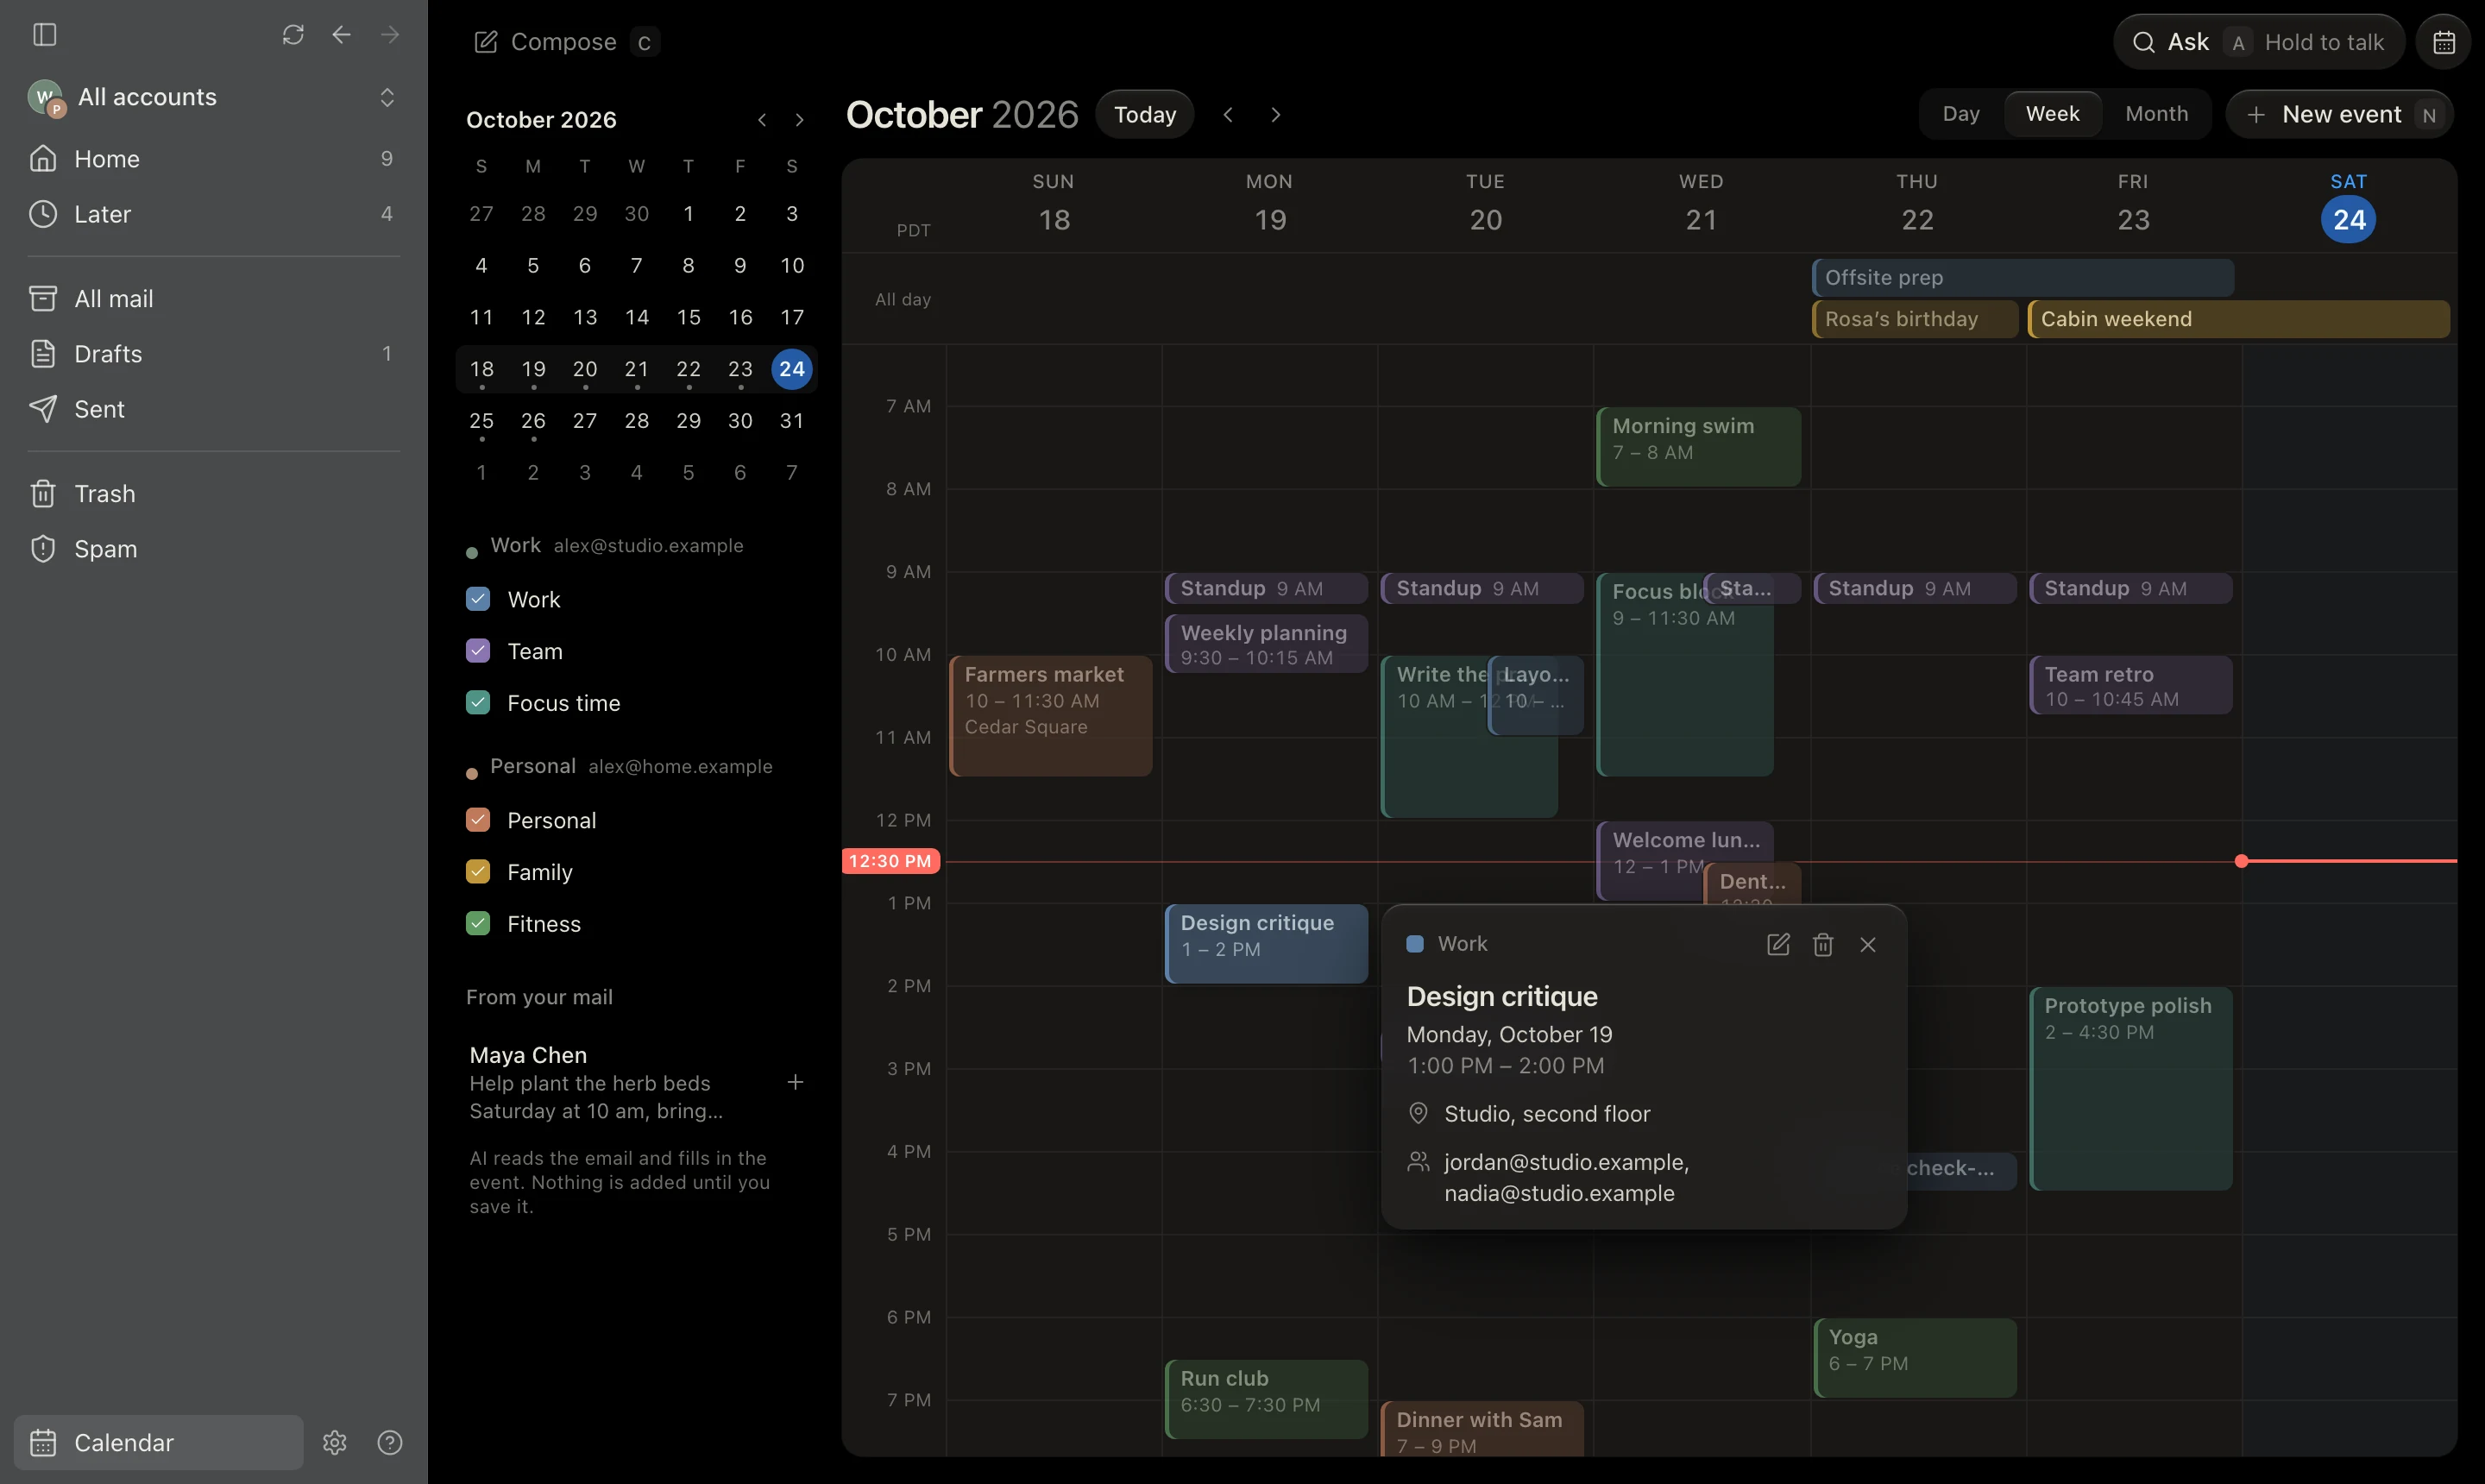 Compose C
Ask A Hold to talk
W
P
All accounts
Home 9
Later 4
All mail
Drafts 1
Sent
Trash
Spam
Calendar
October 2026
S M T W T F S
27 28 29 30 1 2 3
4 5 6 7 8 9 10
11 12 13 14 15 16 17
18 19 20 21 22 23 24
25 26 27 28 29 30 31
1 2 3 4 5 6 7
Work alex@studio.example
Work
Team
Focus time
Personal alex@home.example
Personal
Family
Fitness
From your mail
Maya Chen
Help plant the herb beds
Saturday at 10 am, bring...
AI reads the email and fills in the
event. Nothing is added until you
save it.
October 2026 Today
Day Week Month
New event N
SUN MON TUE WED THU FRI SAT
PDT 18 19 20 21 22 23 24
All day
Offsite prep
Rosa's birthday
Cabin weekend
7 AM
8 AM
9 AM
10 AM
11 AM
12 PM
12:30 PM
1 PM
2 PM
3 PM
4 PM
5 PM
6 PM
7 PM
Farmers market
10 – 11:30 AM
Cedar Square
Standup 9 AM
Weekly planning
9:30 – 10:15 AM
Design critique
1 – 2 PM
Run club
6:30 – 7:30 PM
Standup 9 AM
Write the
10 AM –
Layo...
10 – ...
Dinner with Sam
7 – 9 PM
Morning swim
7 – 8 AM
Focus block
9 – 11:30 AM
Sta...
Welcome lun...
12 – 1 PM
Dent...
12:30
Standup 9 AM
check-...
Yoga
6 – 7 PM
Standup 9 AM
Team retro
10 – 10:45 AM
Prototype polish
2 – 4:30 PM
Work
Design critique
Monday, October 19
1:00 PM – 2:00 PM
Studio, second floor
jordan@studio.example,
nadia@studio.example